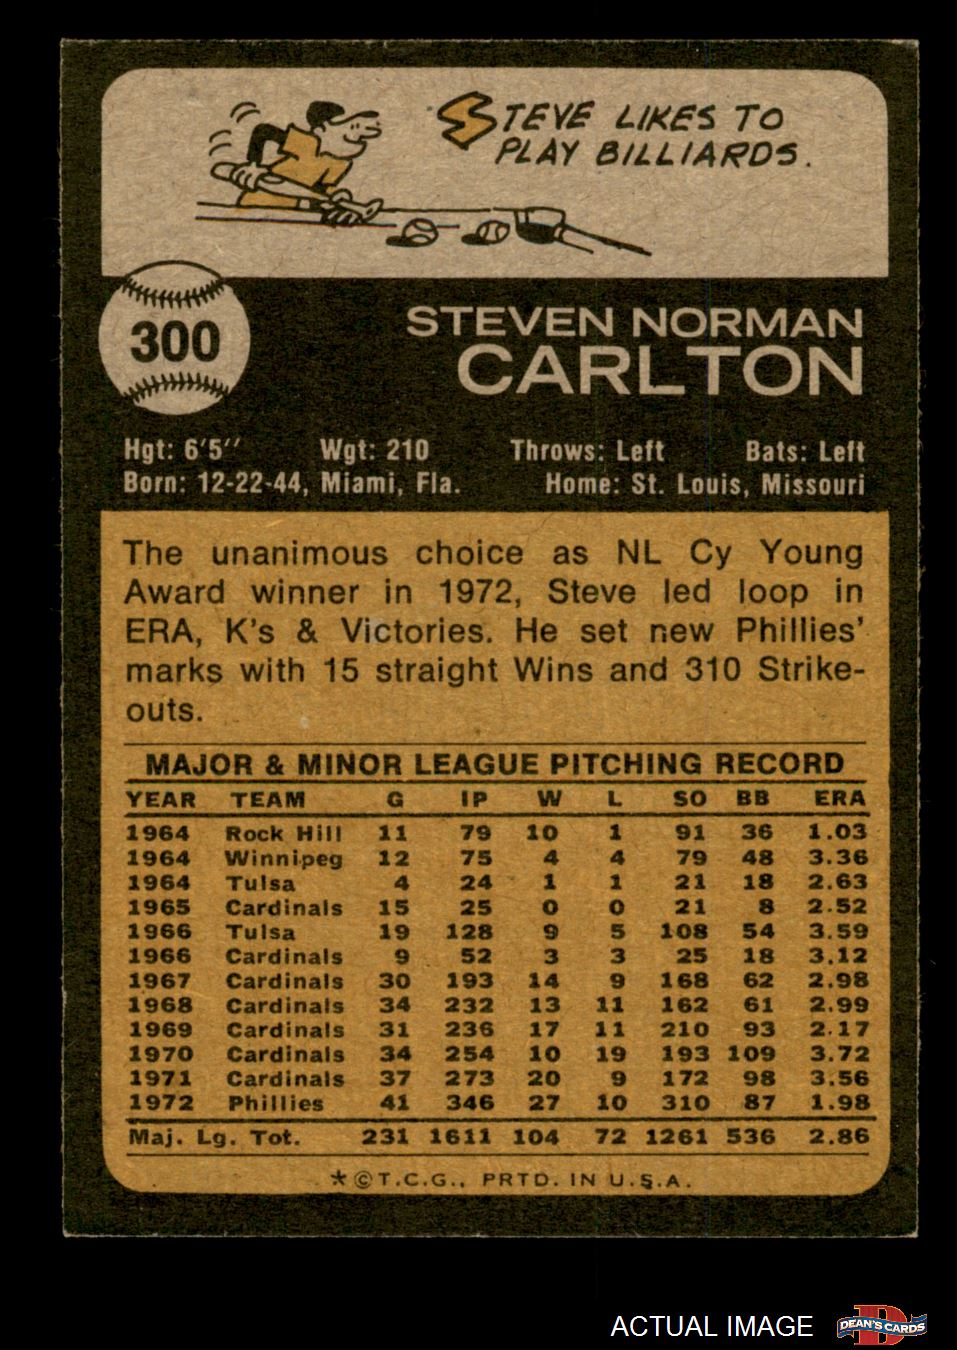 STEVE LIKES TO
PLAY BILLIARDS.
300
STEVEN NORMAN
CARLTON
Hgt: 6'5'' Wgt: 210 Throws: Left Bats: Left
Born: 12-22-44, Miami, Fla. Home: St. Louis, Missouri
The unanimous choice as NL Cy Young
Award winner in 1972, Steve led loop in
ERA, K's & Victories. He set new Phillies'
marks with 15 straight Wins and 310 Strike-
outs.
MAJOR & MINOR LEAGUE PITCHING RECORD
YEAR TEAM G IP W L SO BB ERA
1964 Rock Hill 11 79 10 1 91 36 1.03
1964 Winnipeg 12 75 4 4 79 48 3.36
1964 Tulsa 4 24 1 1 21 18 2.63
1965 Cardinals 15 25 0 0 21 8 2.52
1966 Tulsa 19 128 9 5 108 54 3.59
1966 Cardinals 9 52 3 3 25 18 3.12
1967 Cardinals 30 193 14 9 168 62 2.98
1968 Cardinals 34 232 13 11 162 61 2.99
1969 Cardinals 31 236 17 11 210 93 2.17
1970 Cardinals 34 254 10 19 193 109 3.72
1971 Cardinals 37 273 20 9 172 98 3.56
1972 Phillies 41 346 27 10 310 87 1.98
Maj. Lg. Tot. 231 1611 104 72 1261 536 2.86
*©T.C.G., PRTD. IN U.S.A.
ACTUAL IMAGE DEAN'S CARDS